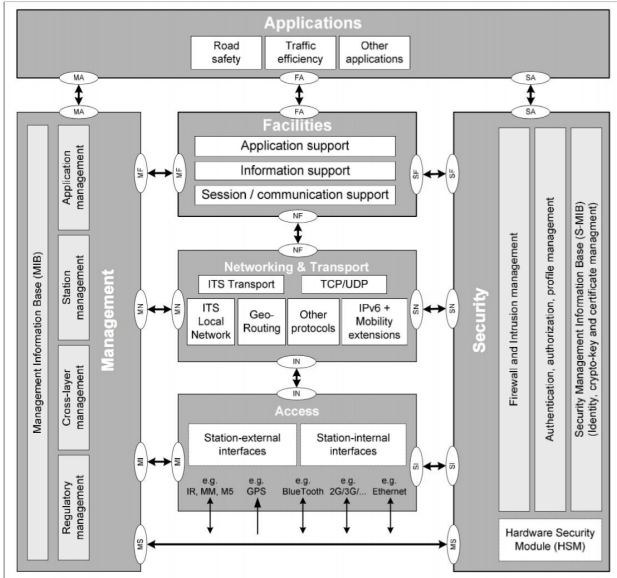 Applications
Road
safety
Traffic
efficiency
Other
applications
MA
FA
SA
MA
FA
SA
Management
Management Information Base (MIB)
Application
management
Station
management
Cross-layer
management
Regulatory
management
Facilities
Application support
Information support
Session / communication support
MF
MF
SF
SF
NF
NF
Networking & Transport
ITS Transport
TCP/UDP
ITS
Local
Network
Geo-
Routing
Other
protocols
IPv6 +
Mobility
extensions
MN
MN
SN
SN
IN
IN
Access
Station-external
interfaces
Station-internal
interfaces
MI
MI
SI
SI
e.g.
IR, MM, M5
e.g.
GPS
e.g.
BlueTooth
e.g.
2G/3G/...
e.g.
Ethernet
MS
MS
Security
Firewall and Intrusion management
Authentication, authorization, profile management
Security Management Information Base (S-MIB)
(Identity, crypto-key and certificate managment)
Hardware Security
Module (HSM)